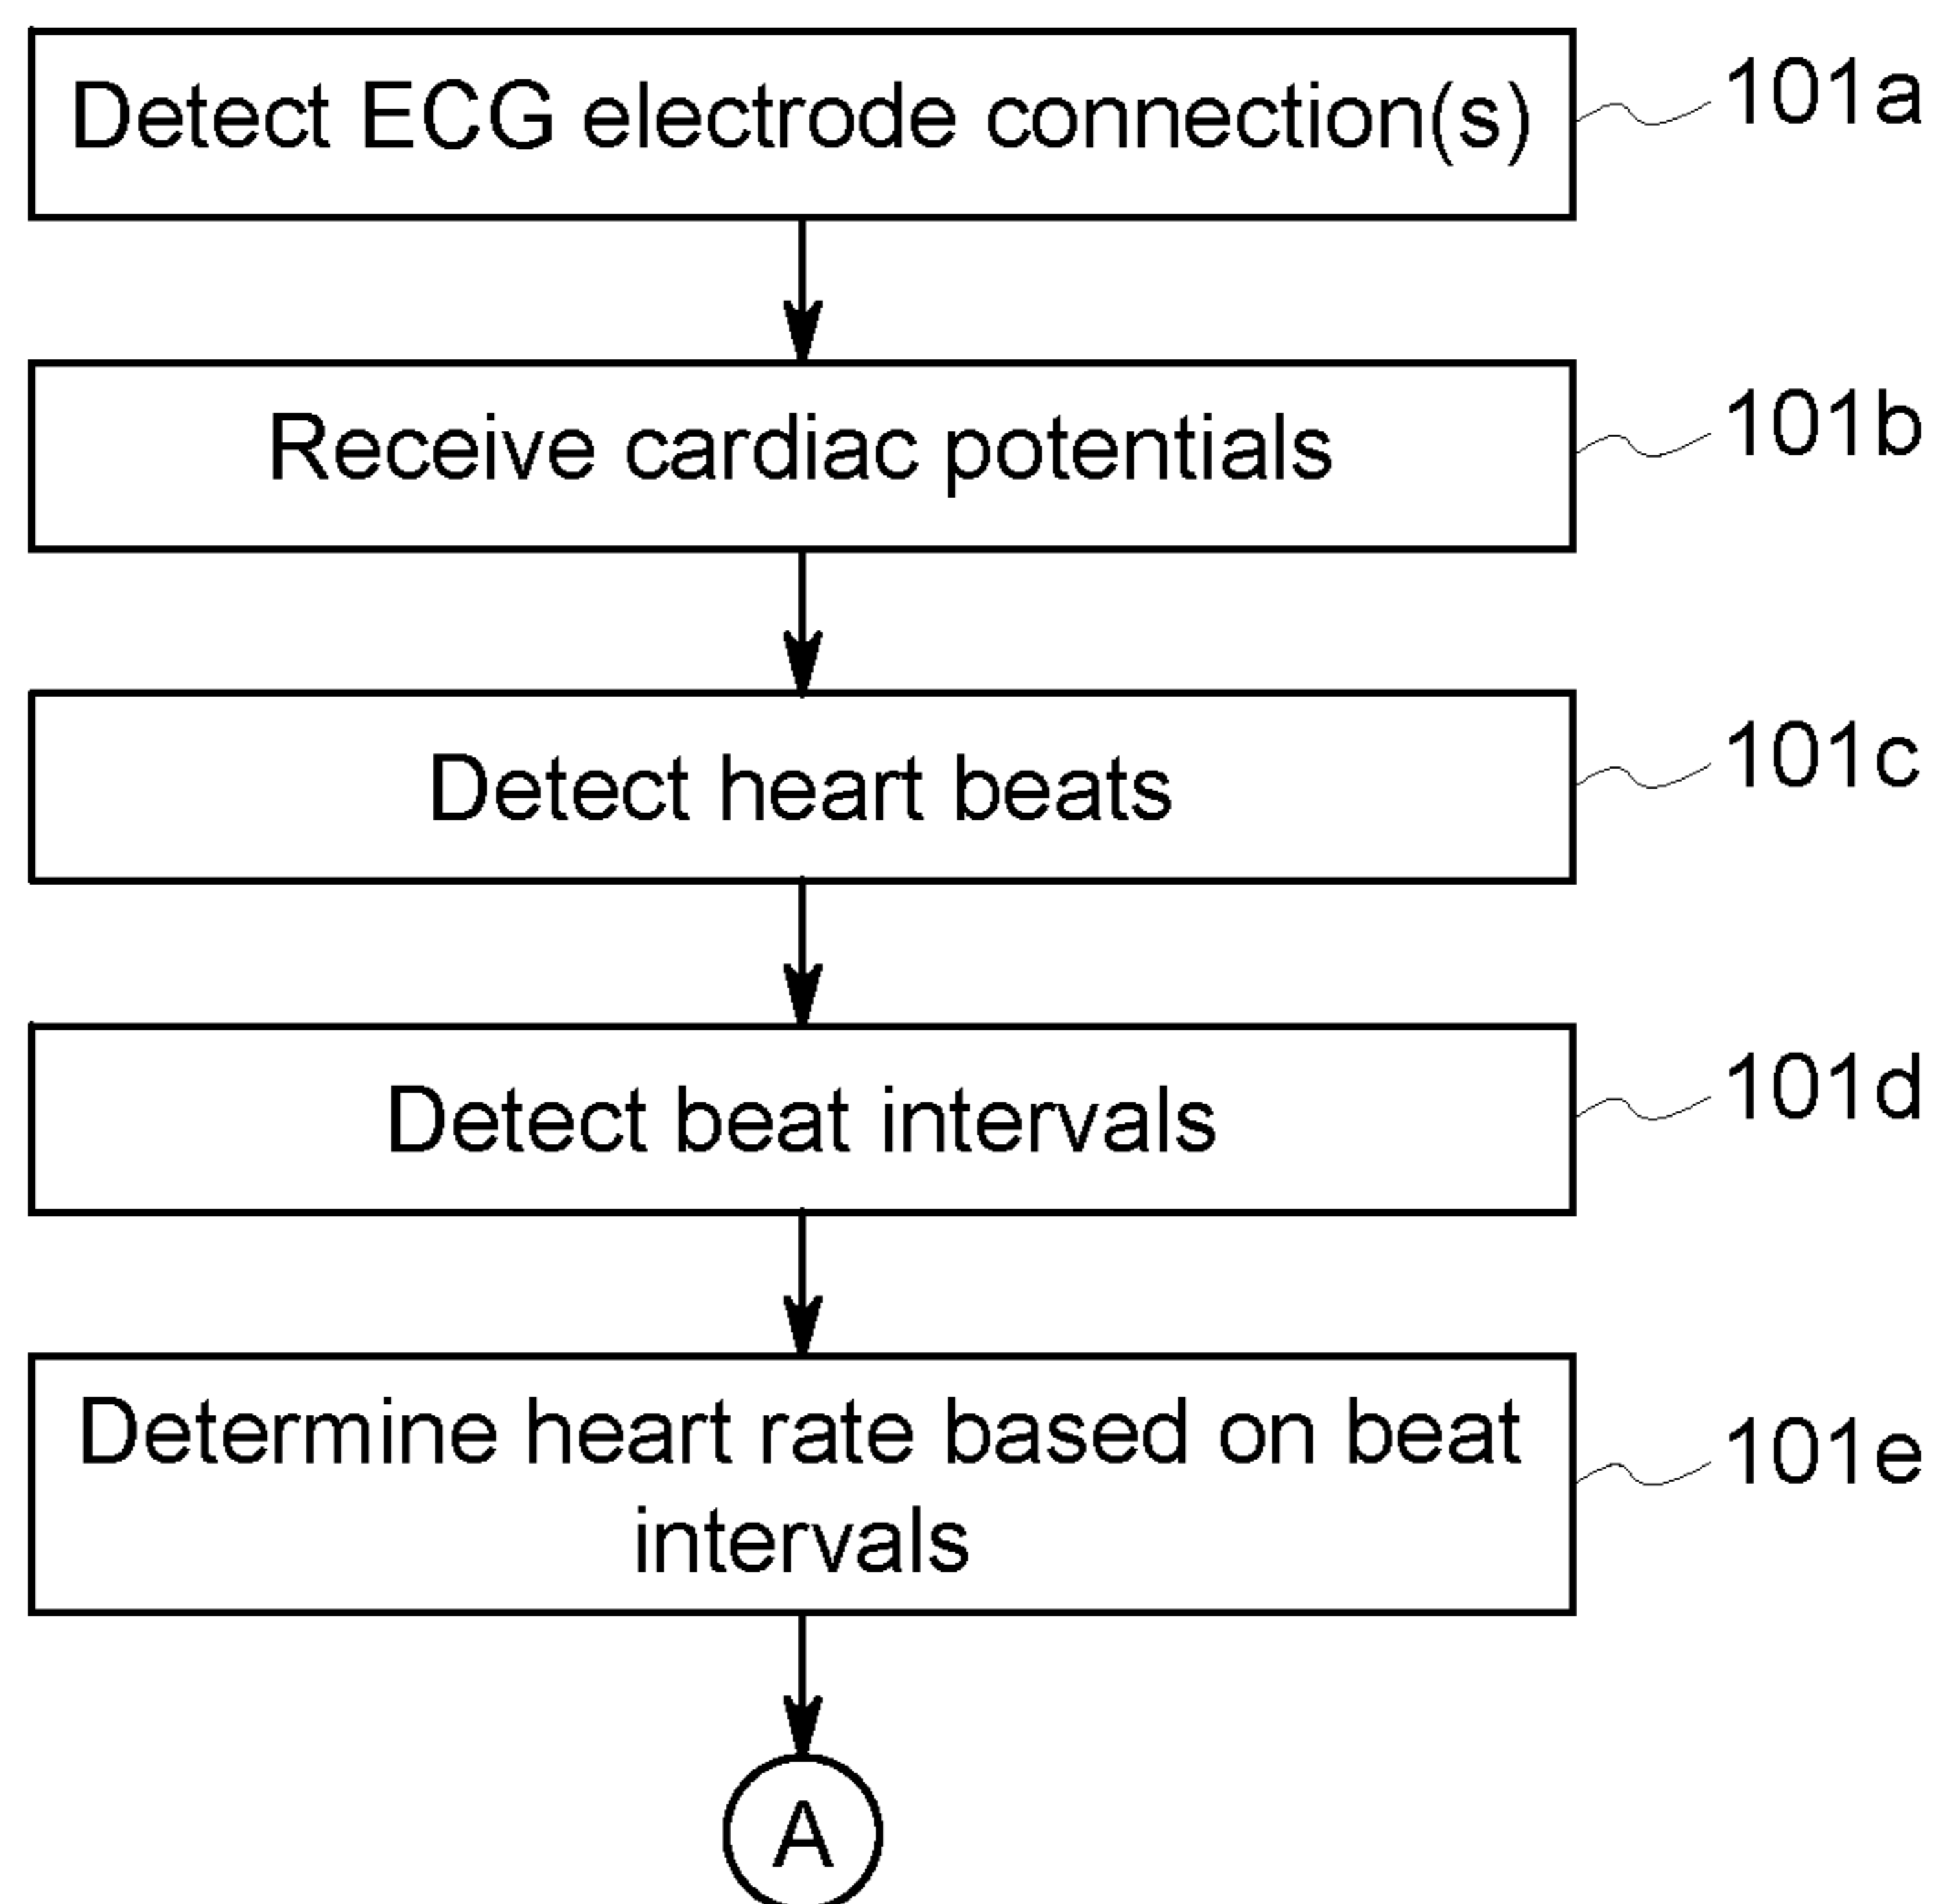 Detect ECG electrode connection(s)
101a
Receive cardiac potentials
101b
Detect heart beats
101c
Detect beat intervals
101d
Determine heart rate based on beat
intervals
101e
A